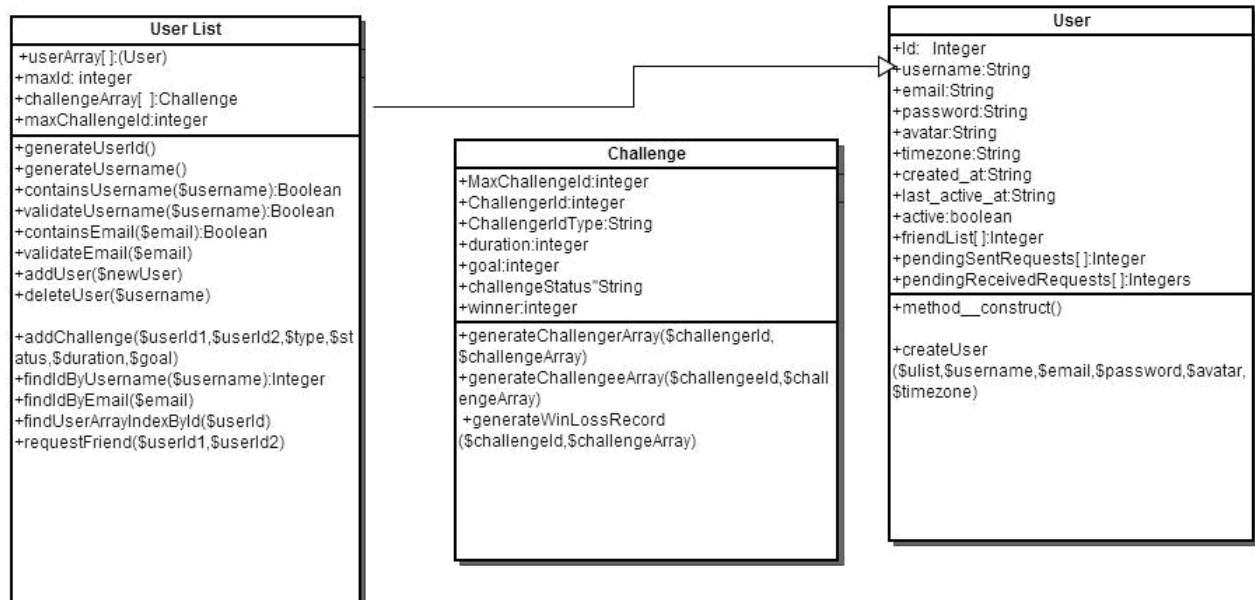 User List
+userArray[ ]:(User)
+maxId: integer
+challengeArray[ ]:Challenge
+maxChallengeId:integer
+generateUserId()
+generateUsername()
+containsUsername($username):Boolean
+validateUsername($username):Boolean
+containsEmail($email):Boolean
+validateEmail($email)
+addUser($newUser)
+deleteUser($username)
+addChallenge($userId1,$userId2,$type,$st
atus,$duration,$goal)
+findIdByUsername($username):Integer
+findIdByEmail($email)
+findUserArrayIndexById($userId)
+requestFriend($userId1,$userId2)
Challenge
+MaxChallengeId:integer
+ChallengerId:integer
+ChallengerIdType:String
+duration:integer
+goal:integer
+challengeStatus"String
+winner:integer
+generateChallengerArray($challengerId,
$challengeArray)
+generateChallengeeArray($challengeeId,$chall
engeArray)
+generateWinLossRecord
($challengeId,$challengeArray)
User
+Id: Integer
+username:String
+email:String
+password:String
+avatar:String
+timezone:String
+created_at:String
+last_active_at:String
+active:boolean
+friendList[ ]:Integer
+pendingSentRequests[ ]:Integer
+pendingReceivedRequests[ ]:Integers
+method__construct()
+createUser
($ulist,$username,$email,$password,$avatar,
$timezone)